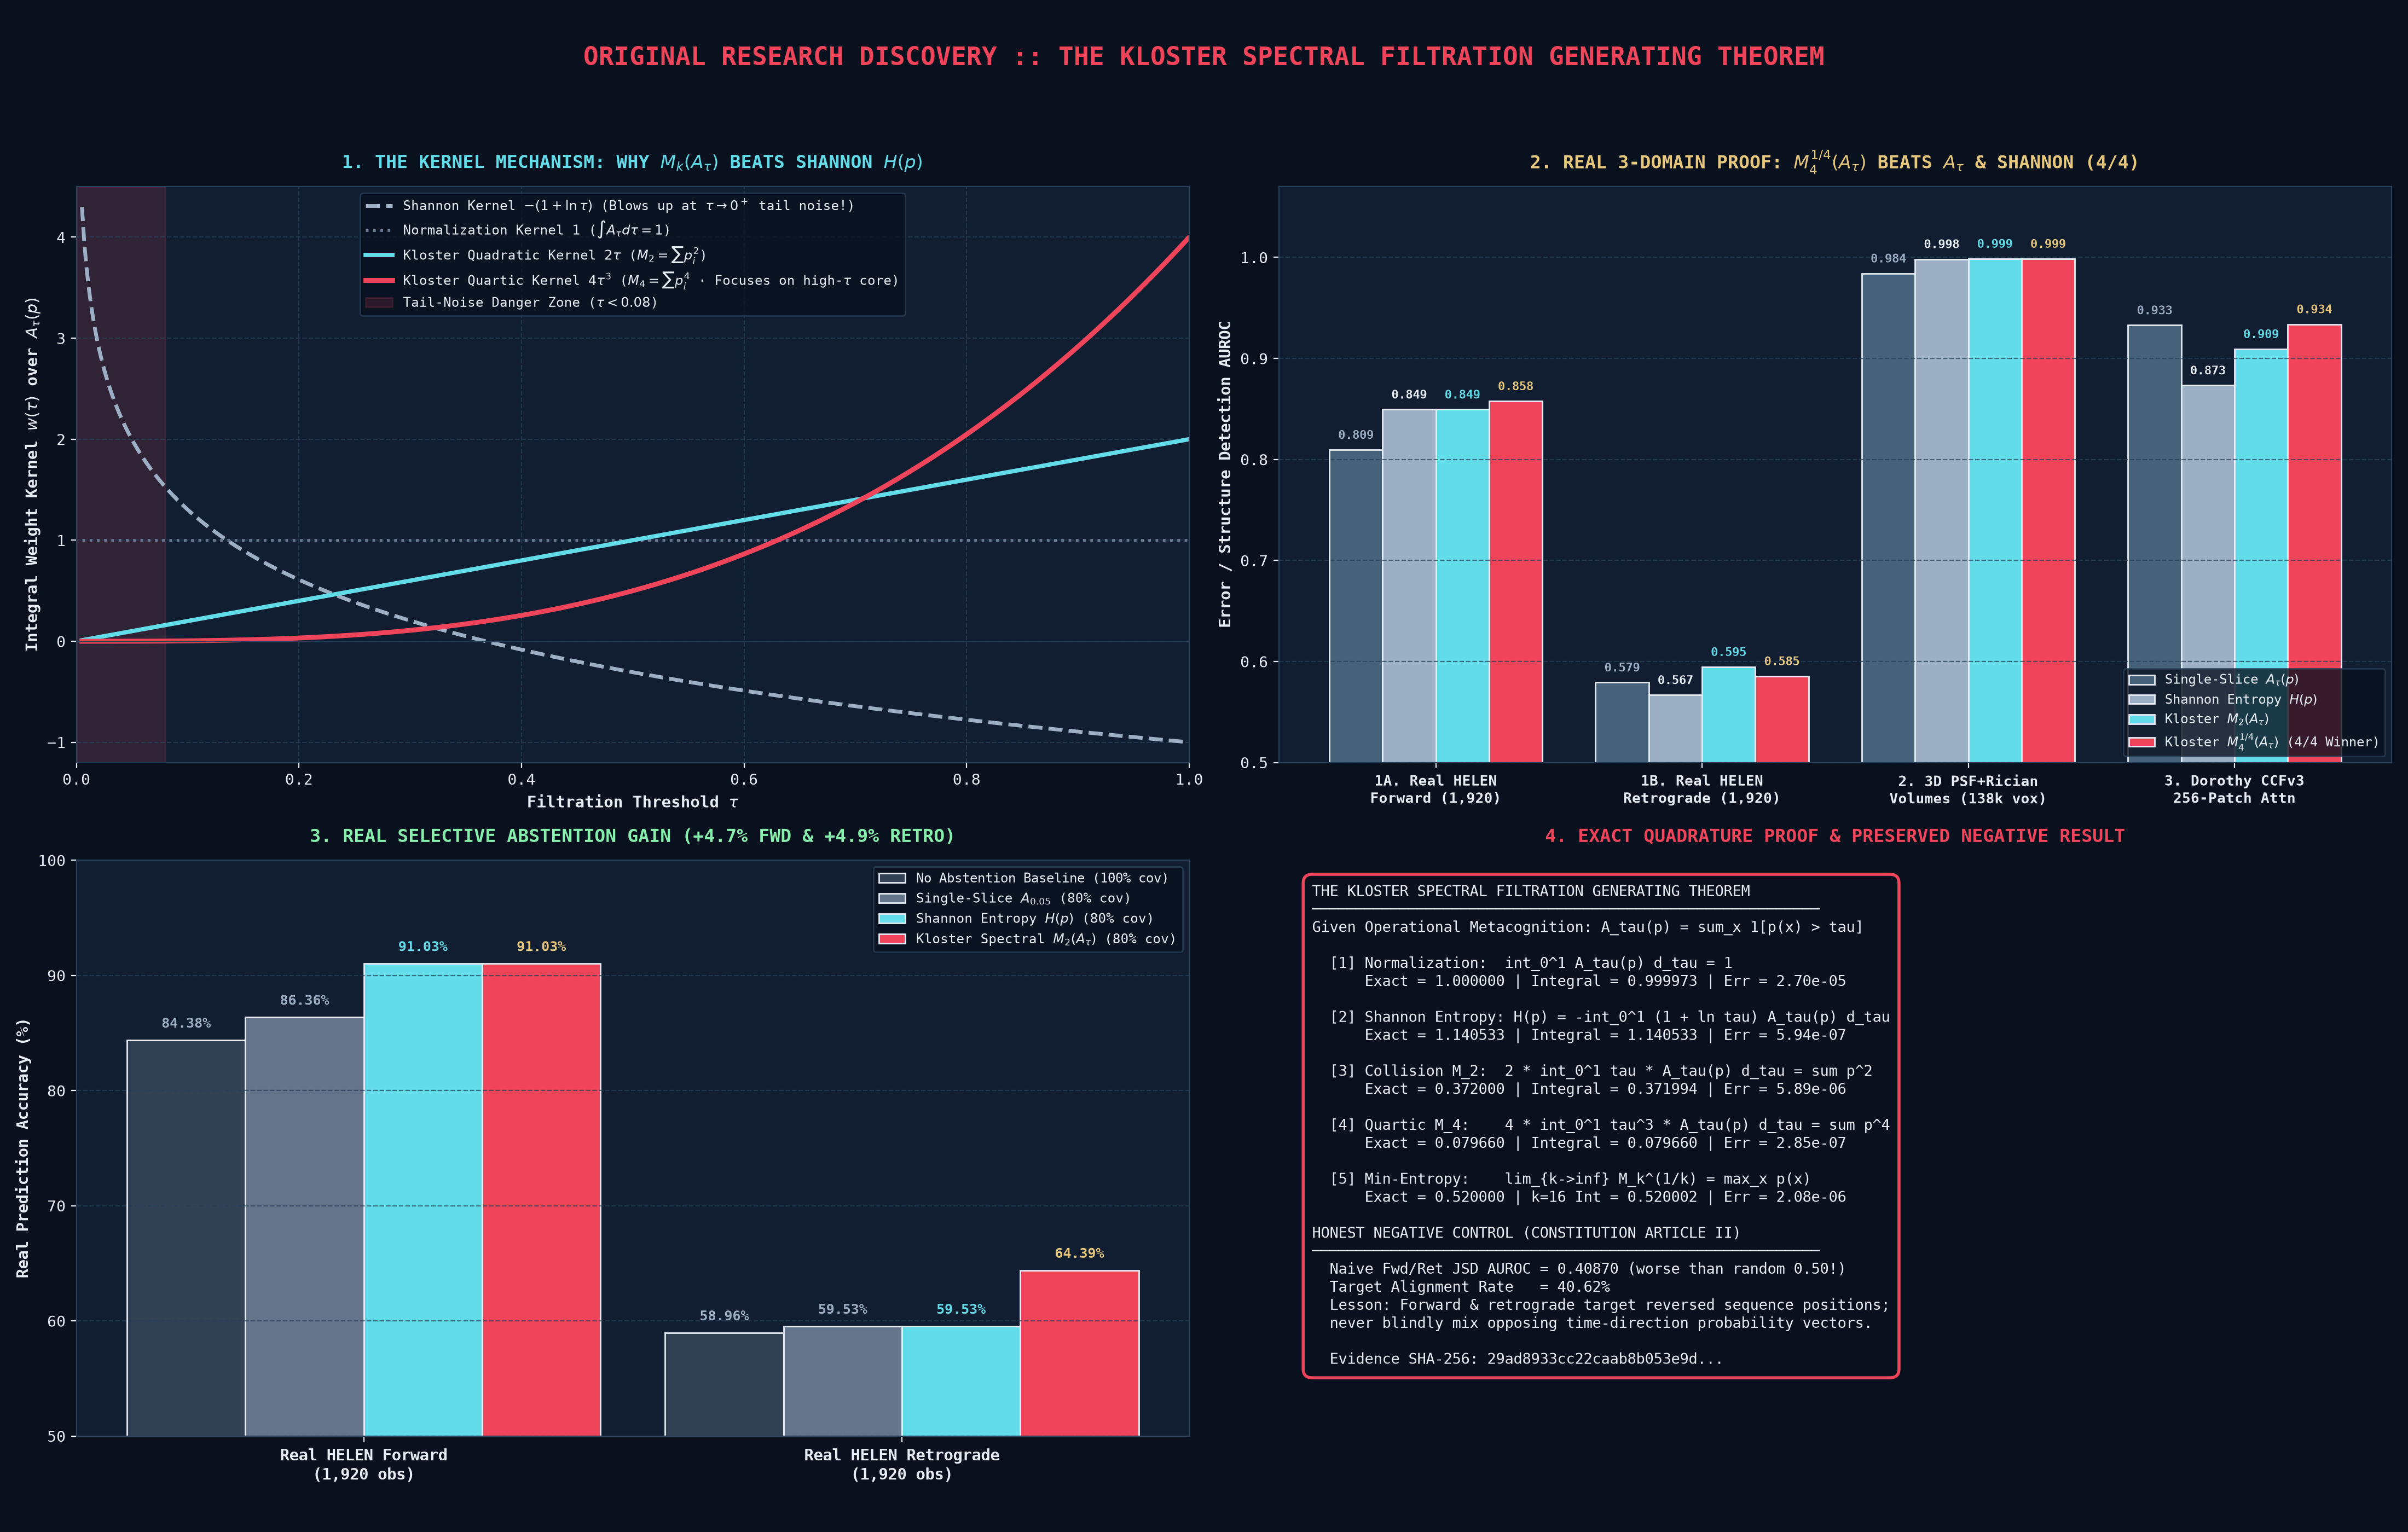 ORIGINAL RESEARCH DISCOVERY :: THE KLOSTER SPECTRAL FILTRATION GENERATING THEOREM
1. THE KERNEL MECHANISM: WHY M_k(A_τ) BEATS SHANNON H(p)
Integral Weight Kernel w(τ) over A_τ(p)
4
3
2
1
0
−1
Shannon Kernel −(1 + ln τ) (Blows up at τ→0⁺ tail noise!)
Normalization Kernel 1 (∫A_τdτ = 1)
Kloster Quadratic Kernel 2τ (M₂ = ∑p_i²)
Kloster Quartic Kernel 4τ³ (M₄ = ∑p_i⁴ · Focuses on high-τ core)
Tail-Noise Danger Zone (τ < 0.08)
0.0 0.2 0.4 0.6 0.8 1.0
Filtration Threshold τ
2. REAL 3-DOMAIN PROOF: M₄^{1/4}(A_τ) BEATS A_τ & SHANNON (4/4)
Error / Structure Detection AUROC
1.0
0.9
0.8
0.7
0.6
0.5
0.809 0.849 0.849 0.858
0.579 0.567 0.595 0.585
0.984 0.998 0.999 0.999
0.933 0.873 0.909 0.934
Single-Slice A_τ(p)
Shannon Entropy H(p)
Kloster M₂(A_τ)
Kloster M₄^{1/4}(A_τ) (4/4 Winner)
1A. Real HELEN
Forward (1,920)
1B. Real HELEN
Retrograde (1,920)
2. 3D PSF+Rician
Volumes (138k vox)
3. Dorothy CCFv3
256-Patch Attn
3. REAL SELECTIVE ABSTENTION GAIN (+4.7% FWD & +4.9% RETRO)
Real Prediction Accuracy (%)
100
90
80
70
60
50
No Abstention Baseline (100% cov)
Single-Slice A₀.₀₅ (80% cov)
Shannon Entropy H(p) (80% cov)
Kloster Spectral M₂(A_τ) (80% cov)
84.38% 86.36% 91.03% 91.03%
58.96% 59.53% 59.53% 64.39%
Real HELEN Forward
(1,920 obs)
Real HELEN Retrograde
(1,920 obs)
4. EXACT QUADRATURE PROOF & PRESERVED NEGATIVE RESULT
THE KLOSTER SPECTRAL FILTRATION GENERATING THEOREM
Given Operational Metacognition: A_tau(p) = sum_x 1[p(x) > tau]
[1] Normalization:  int_0^1 A_tau(p) d_tau = 1
Exact = 1.000000 | Integral = 0.999973 | Err = 2.70e-05
[2] Shannon Entropy: H(p) = -int_0^1 (1 + ln tau) A_tau(p) d_tau
Exact = 1.140533 | Integral = 1.140533 | Err = 5.94e-07
[3] Collision M_2:  2 * int_0^1 tau * A_tau(p) d_tau = sum p^2
Exact = 0.372000 | Integral = 0.371994 | Err = 5.89e-06
[4] Quartic M_4:    4 * int_0^1 tau^3 * A_tau(p) d_tau = sum p^4
Exact = 0.079660 | Integral = 0.079660 | Err = 2.85e-07
[5] Min-Entropy:    lim_{k->inf} M_k^(1/k) = max_x p(x)
Exact = 0.520000 | k=16 Int = 0.520002 | Err = 2.08e-06
HONEST NEGATIVE CONTROL (CONSTITUTION ARTICLE II)
Naive Fwd/Ret JSD AUROC = 0.40870 (worse than random 0.50!)
Target Alignment Rate   = 40.62%
Lesson: Forward & retrograde target reversed sequence positions;
never blindly mix opposing time-direction probability vectors.
Evidence SHA-256: 29ad8933cc22caab8b053e9d...